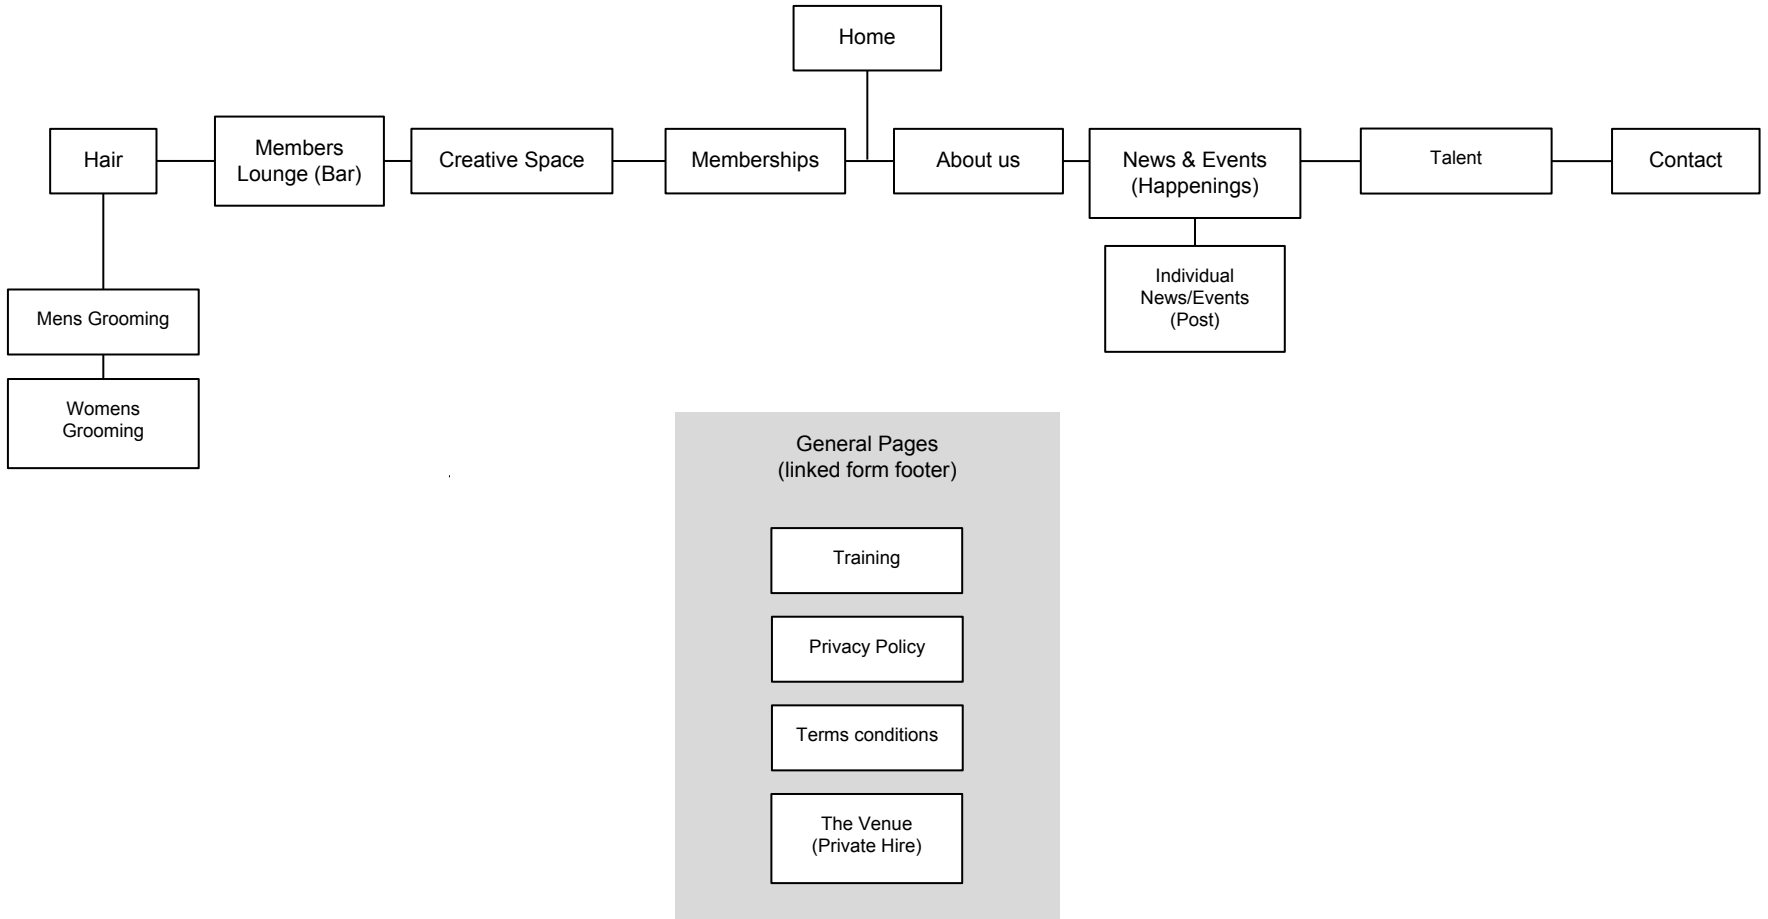 Home
Hair
Members
Lounge (Bar)
Creative Space
Memberships
About us
News & Events
(Happenings)
Talent
Contact
Mens Grooming
Womens
Grooming
Individual
News/Events
(Post)
General Pages
(linked form footer)
Training
Privacy Policy
Terms conditions
The Venue
(Private Hire)